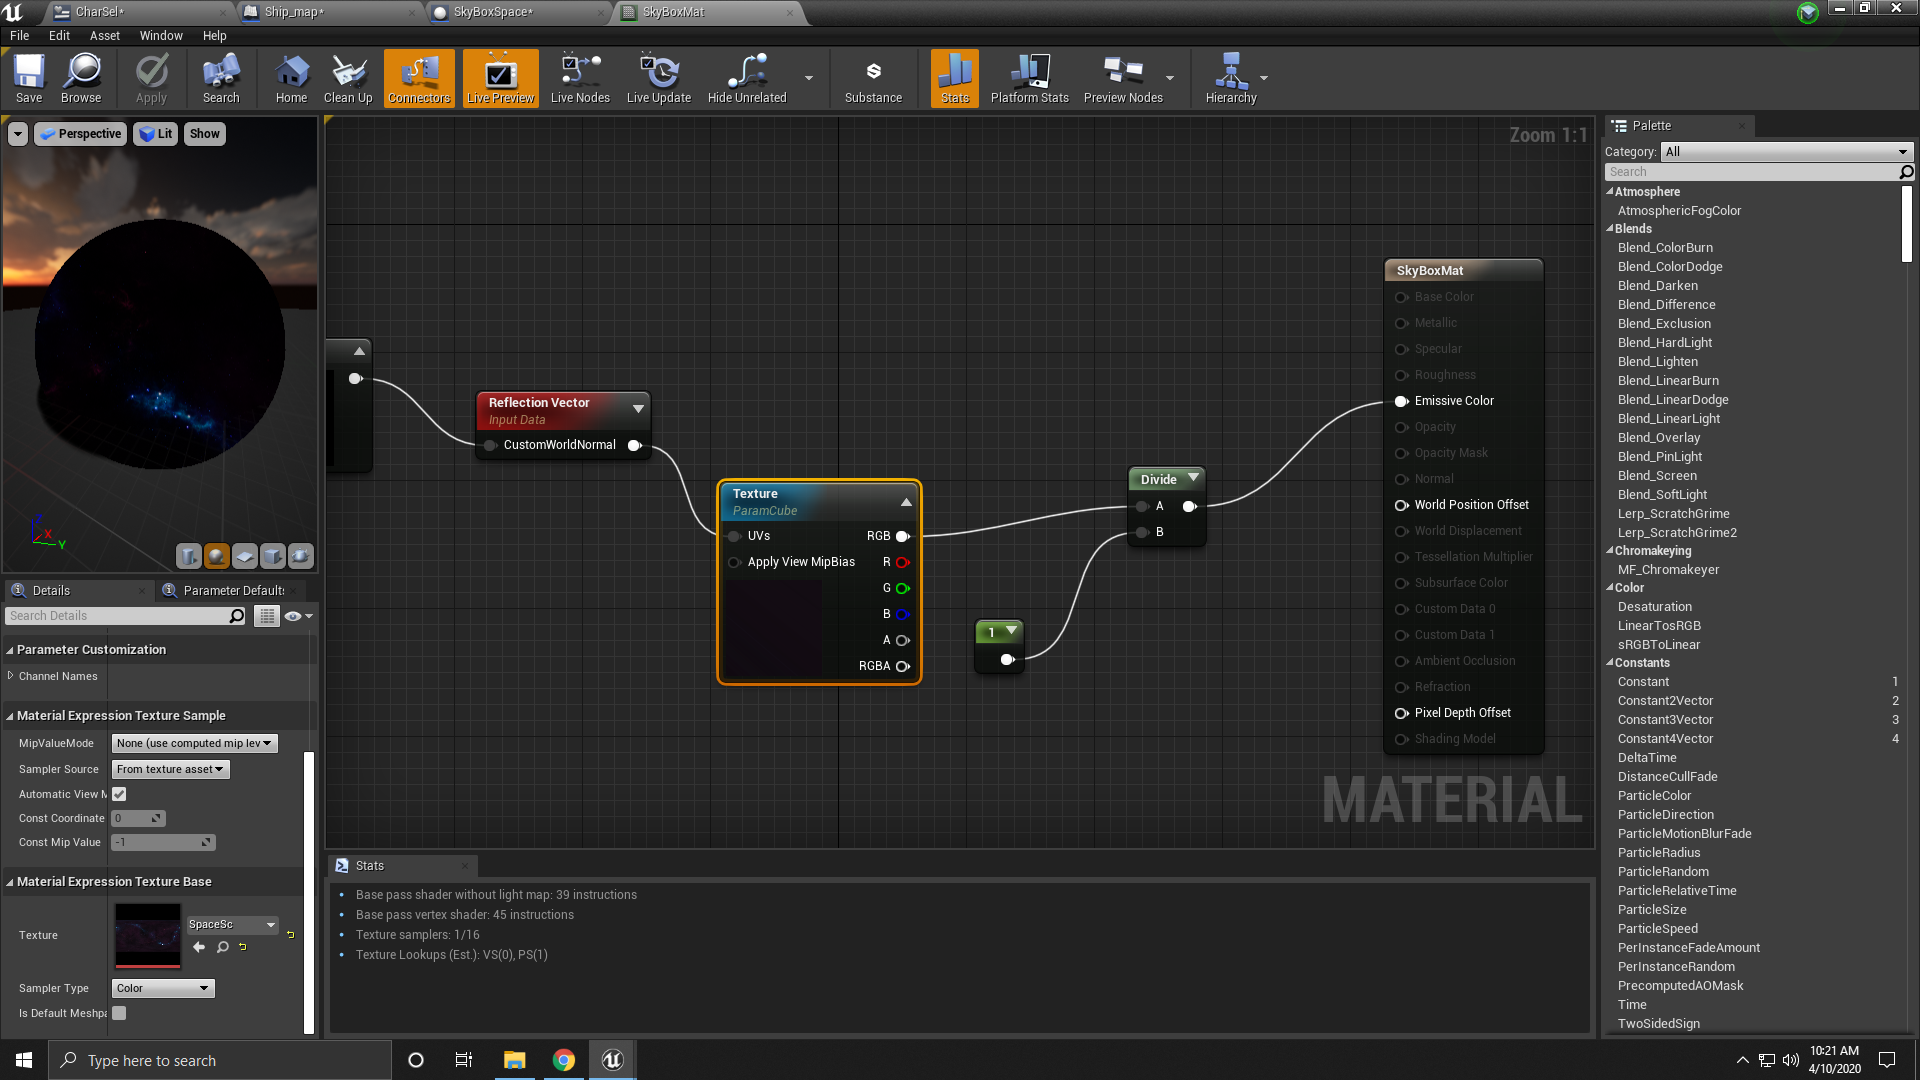 CharSel*
Ship_map*
SkyBoxSpace*
SkyBoxMat
File Edit Asset Window Help
Save Browse Apply Search Home Clean Up Connectors Live Preview Live Nodes Live Update Hide Unrelated Substance Stats Platform Stats Preview Nodes Hierarchy
Perspective Lit Show
Zoom 1:1
Z
X
Y
Reflection Vector
Input Data
CustomWorldNormal
Texture
ParamCube
UVs RGB
Apply View MipBias R
G
B
A
RGBA
Divide
A
B
1
SkyBoxMat
Base Color
Metallic
Specular
Roughness
Emissive Color
Opacity
Opacity Mask
Normal
World Position Offset
World Displacement
Tessellation Multiplier
Subsurface Color
Custom Data 0
Custom Data 1
Ambient Occlusion
Refraction
Pixel Depth Offset
Shading Model
MATERIAL
Details
Parameter Defaults
Search Details
Parameter Customization
Channel Names
Material Expression Texture Sample
MipValueMode None (use computed mip lev
Sampler Source From texture asset
Automatic View M
Const Coordinate 0
Const Mip Value -1
Material Expression Texture Base
Texture SpaceSc
Sampler Type Color
Is Default Meshpa
Stats
Base pass shader without light map: 39 instructions
Base pass vertex shader: 45 instructions
Texture samplers: 1/16
Texture Lookups (Est.): VS(0), PS(1)
Palette
Category: All
Search
Atmosphere
AtmosphericFogColor
Blends
Blend_ColorBurn
Blend_ColorDodge
Blend_Darken
Blend_Difference
Blend_Exclusion
Blend_HardLight
Blend_Lighten
Blend_LinearBurn
Blend_LinearDodge
Blend_LinearLight
Blend_Overlay
Blend_PinLight
Blend_Screen
Blend_SoftLight
Lerp_ScratchGrime
Lerp_ScratchGrime2
Chromakeying
MF_Chromakeyer
Color
Desaturation
LinearTosRGB
sRGBToLinear
Constants
Constant 1
Constant2Vector 2
Constant3Vector 3
Constant4Vector 4
DeltaTime
DistanceCullFade
ParticleColor
ParticleDirection
ParticleMotionBlurFade
ParticleRadius
ParticleRandom
ParticleRelativeTime
ParticleSize
ParticleSpeed
PerInstanceFadeAmount
PerInstanceRandom
PrecomputedAOMask
Time
TwoSidedSign
Type here to search
10:21 AM
4/10/2020